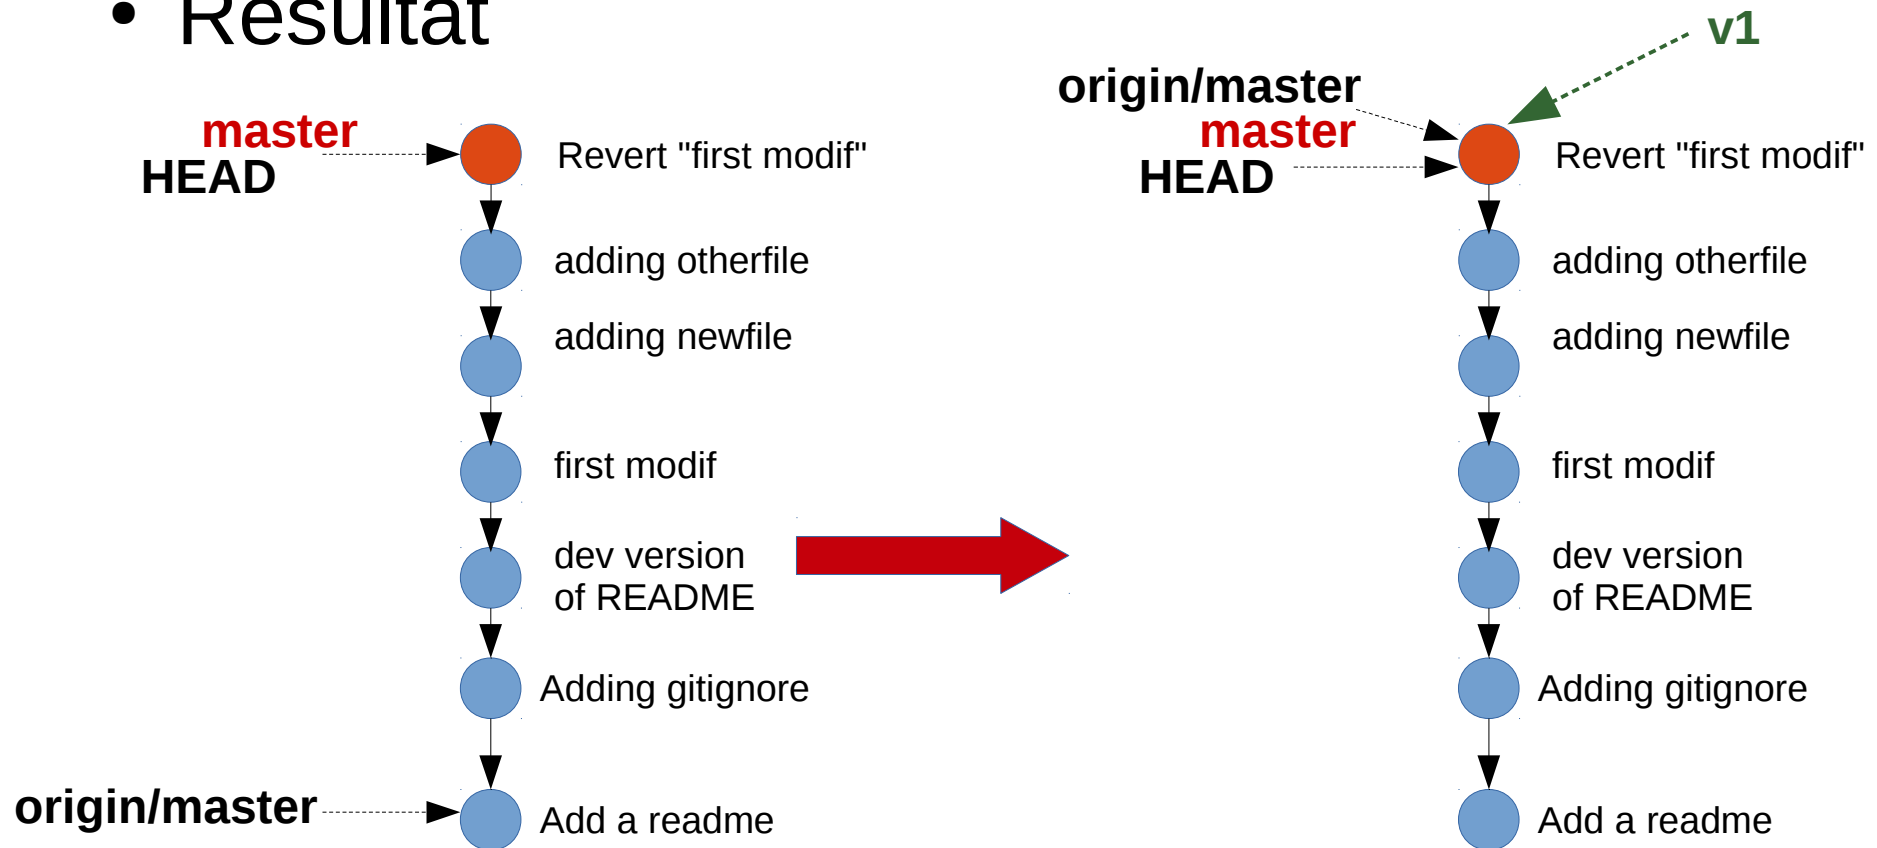 • Résultat
master
HEAD
Revert "first modif"
adding otherfile
adding newfile
first modif
dev version
of README
Adding gitignore
origin/master
Add a readme
v1
origin/master
master
HEAD
Revert "first modif"
adding otherfile
adding newfile
first modif
dev version
of README
Adding gitignore
Add a readme